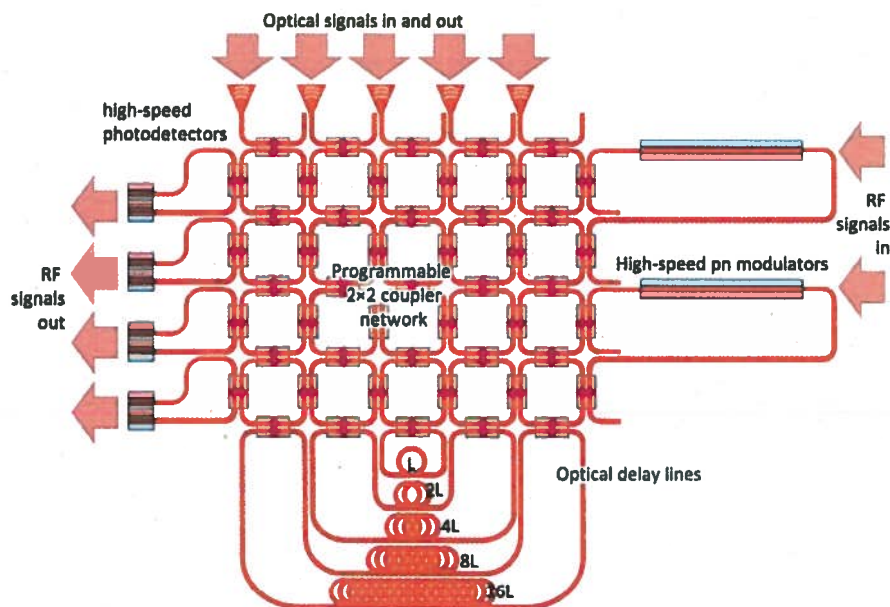 Optical signals in and out
high-speed
photodetectors
RF
signals
in
RF
signals
out
Programmable
2×2 coupler
network
High-speed pn modulators
Optical delay lines
L
2L
4L
8L
16L